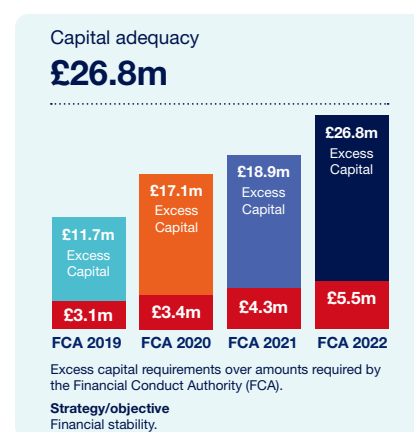 Capital adequacy
£26.8m
£11.7m
Excess
Capital
£3.1m
FCA 2019
£17.1m
Excess
Capital
£3.4m
FCA 2020
£18.9m
Excess
Capital
£4.3m
FCA 2021
£26.8m
Excess
Capital
£5.5m
FCA 2022
Excess capital requirements over amounts required by
the Financial Conduct Authority (FCA).
Strategy/objective
Financial stability.